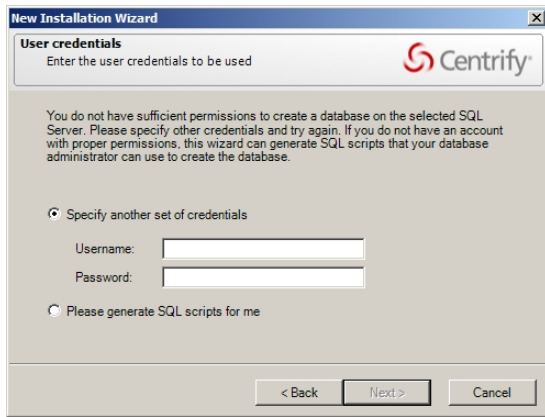 New Installation Wizard
User credentials
Enter the user credentials to be used
Centrify
You do not have sufficient permissions to create a database on the selected SQL
Server. Please specify other credentials and try again. If you do not have an account
with proper permissions, this wizard can generate SQL scripts that your database
administrator can use to create the database.
Specify another set of credentials
Username:
Password:
Please generate SQL scripts for me
< Back
Next >
Cancel